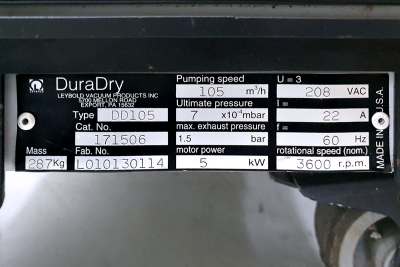 DuraDry
LEYBOLD VACUUM PRODUCTS INC
5700 MELLON ROAD
EXPORT, PA 15632
Type DD105
Cat. No.
171506
Mass Fab. No.
287Kg L010130114
Pumping speed
105 m³/h
Ultimate pressure
7 x10⁻³mbar
max. exhaust pressure
1.5 bar
motor power
5 kW
U = 3
208 VAC
I =
22 A
f =
60 Hz
rotational speed (nom.)
3600 r.p.m.
MADE IN U.S.A.